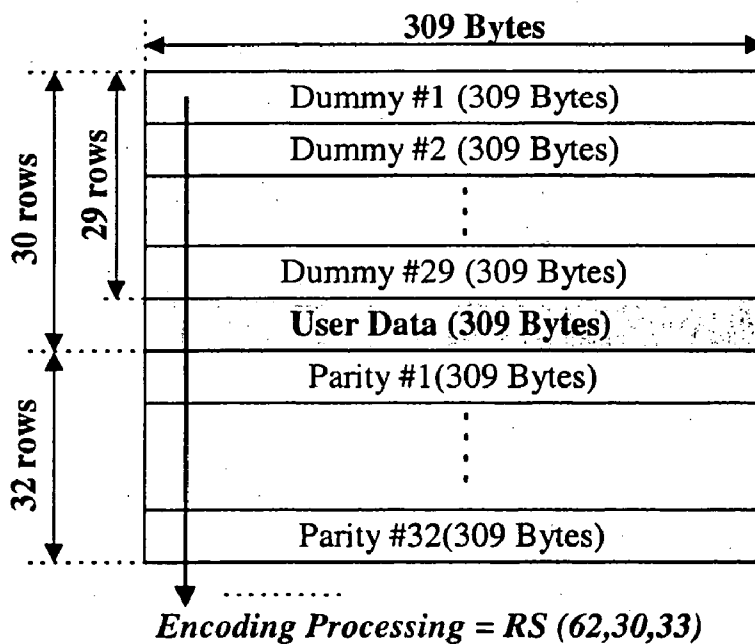 309 Bytes
Dummy #1 (309 Bytes)
Dummy #2 (309 Bytes)
29 rows
30 rows
Dummy #29 (309 Bytes)
User Data (309 Bytes)
Parity #1(309 Bytes)
32 rows
Parity #32(309 Bytes)
Encoding Processing = RS (62,30,33)